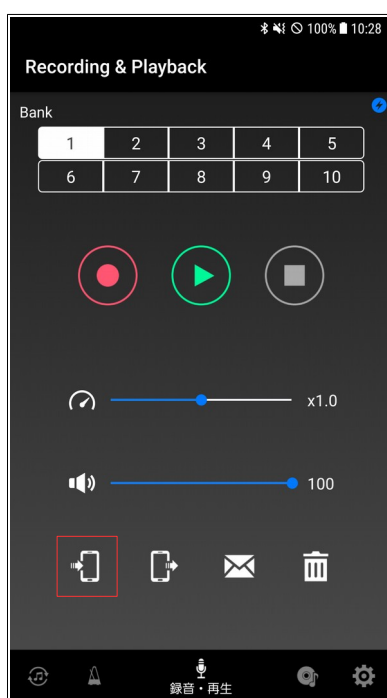 100% 10:28
Recording & Playback
Bank
1 2 3 4 5
6 7 8 9 10
x1.0
100
録音・再生